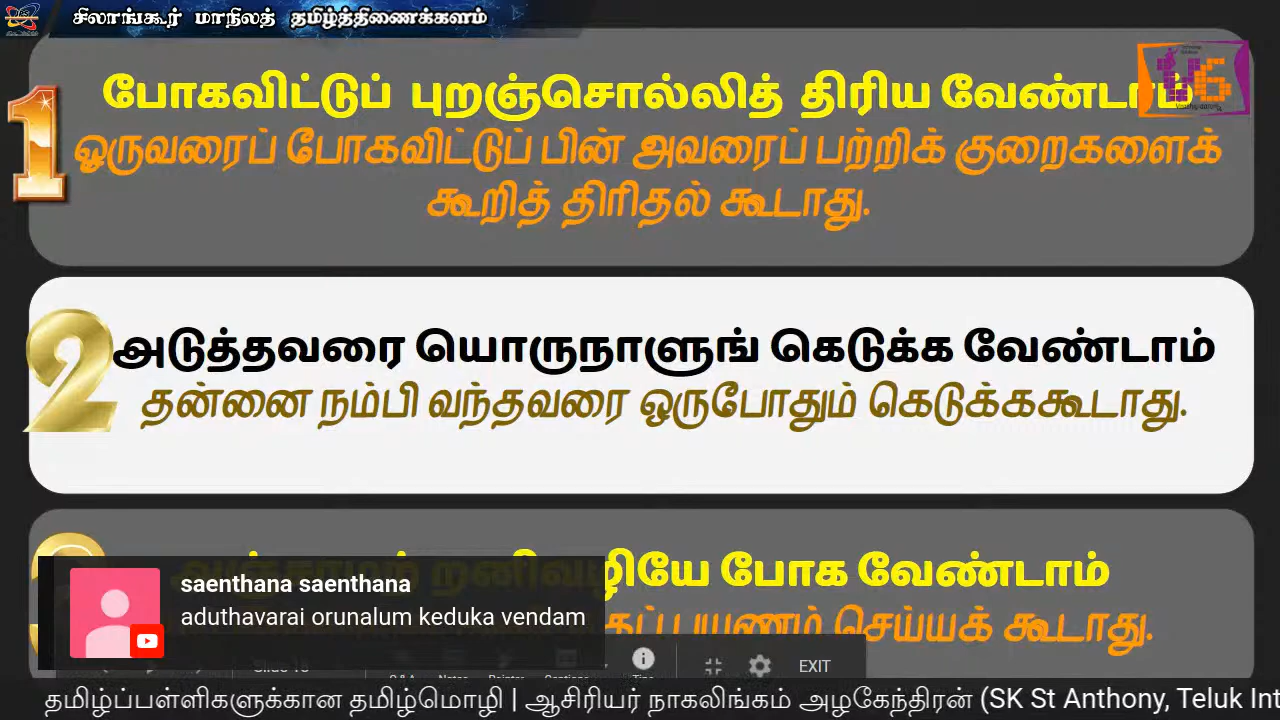 சிலாங்கூர் மாநிலத் தமிழ்த்திணைக்களம்
போகவிட்டுப் புறஞ்சொல்லித் திரிய வேண்டாம்
1
ஒருவரைப் போகவிட்டுப் பின் அவரைப் பற்றிக் குறைகளைக்
கூறித் திரிதல் கூடாது.
அடுத்தவரை யொருநாளுங் கெடுக்க வேண்டாம்
2
தன்னை நம்பி வந்தவரை ஒருபோதும் கெடுக்ககூடாது.
போக வேண்டாம்
செய்யக் கூடாது.
saenthana saenthana
aduthavarai orunalum keduka vendam
EXIT
தமிழ்ப்பள்ளிகளுக்கான தமிழ்மொழி | ஆசிரியர் நாகலிங்கம் அழகேந்திரன் (SK St Anthony, Teluk Int